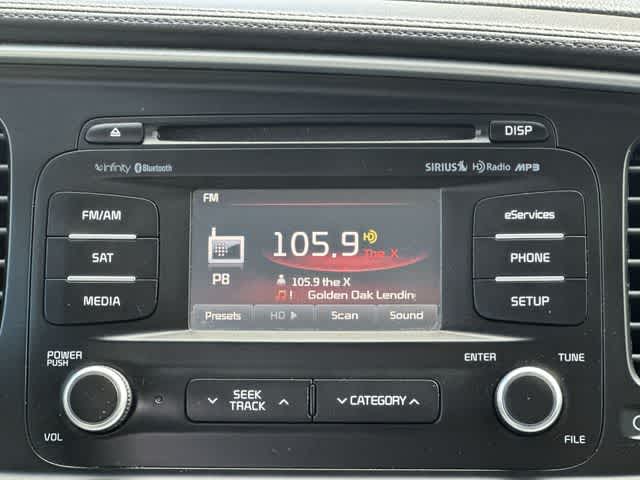 DISP
Infinity Bluetooth
SIRIUS HD Radio MP3
FM/AM
SAT
MEDIA
FM
P8
105.9 HD
The X
105.9 the X
! Golden Oak Lendin
Presets HD Scan Sound
eServices
PHONE
SETUP
POWER
PUSH
VOL
SEEK
TRACK
CATEGORY
ENTER
TUNE
FILE